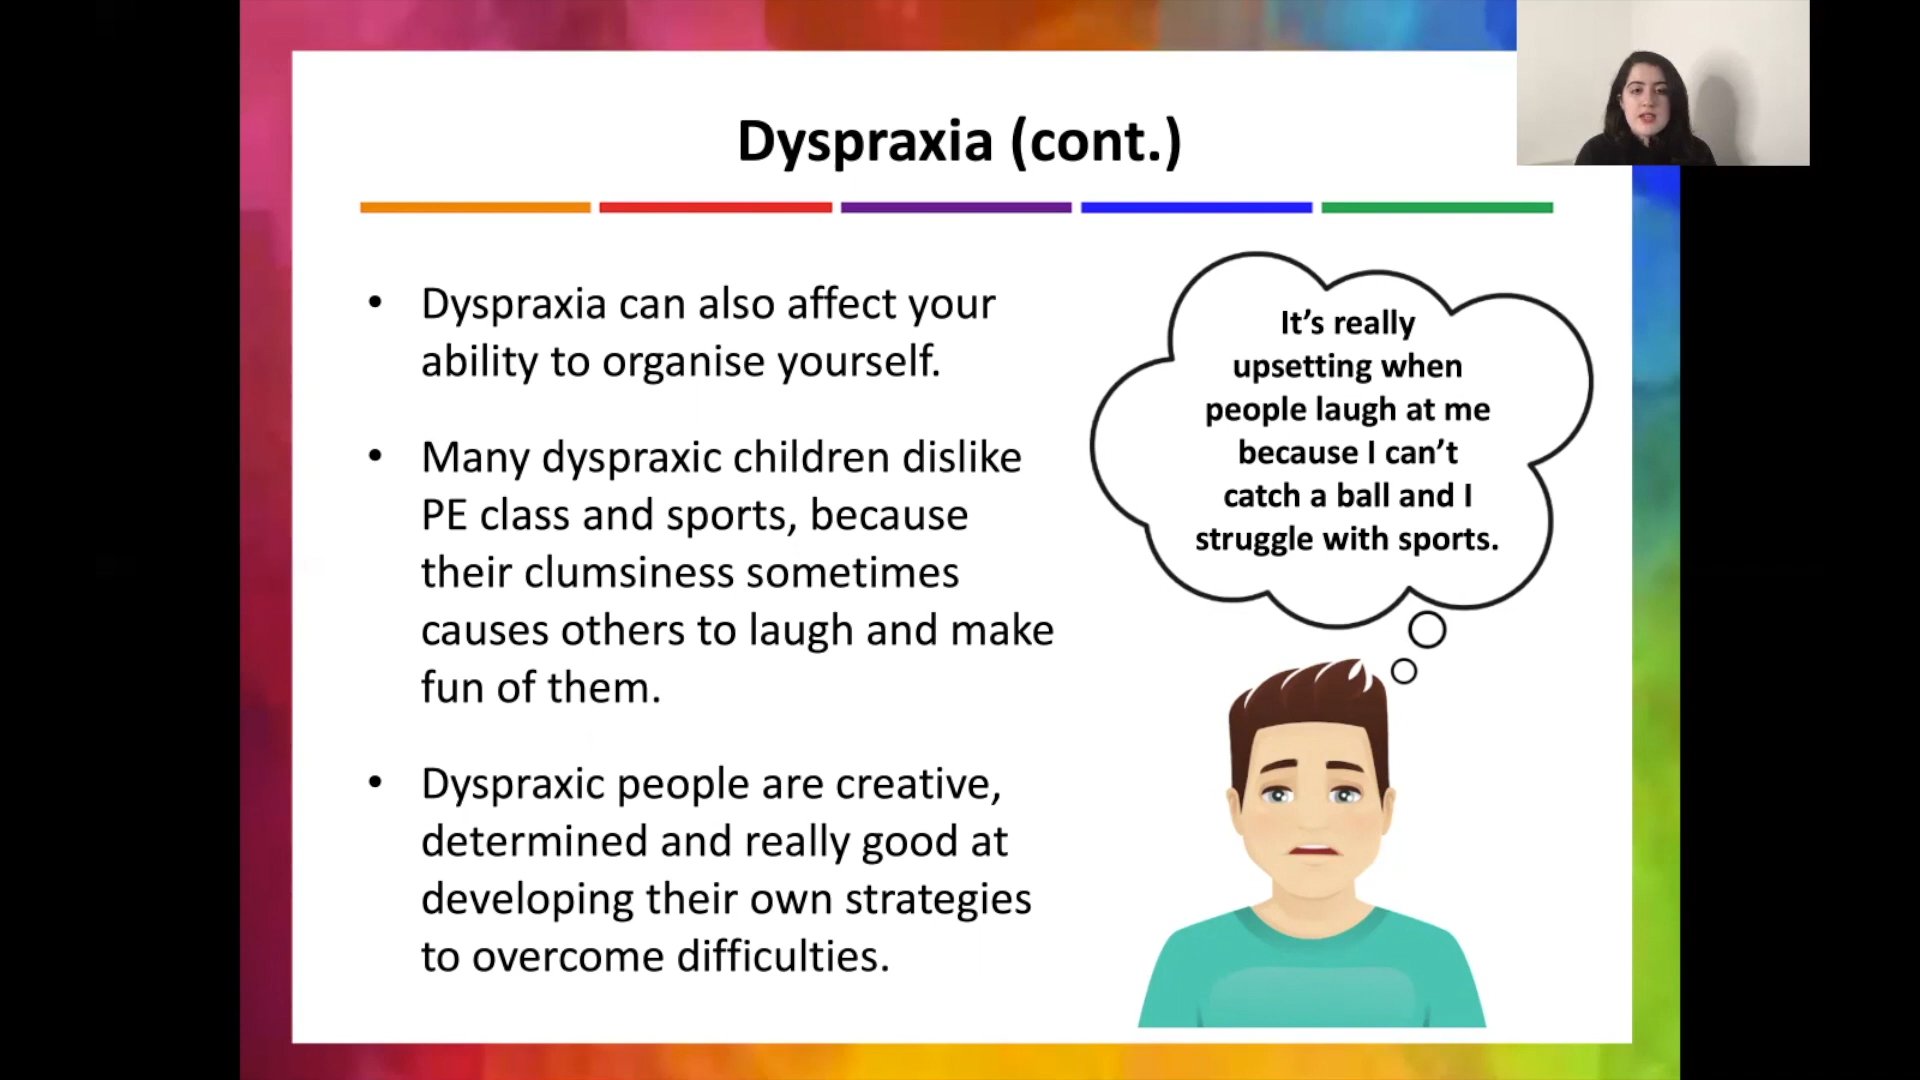 Dyspraxia (cont.)
• Dyspraxia can also affect your
ability to organise yourself.
• Many dyspraxic children dislike
PE class and sports, because
their clumsiness sometimes
causes others to laugh and make
fun of them.
• Dyspraxic people are creative,
determined and really good at
developing their own strategies
to overcome difficulties.
It’s really
upsetting when
people laugh at me
because I can’t
catch a ball and I
struggle with sports.